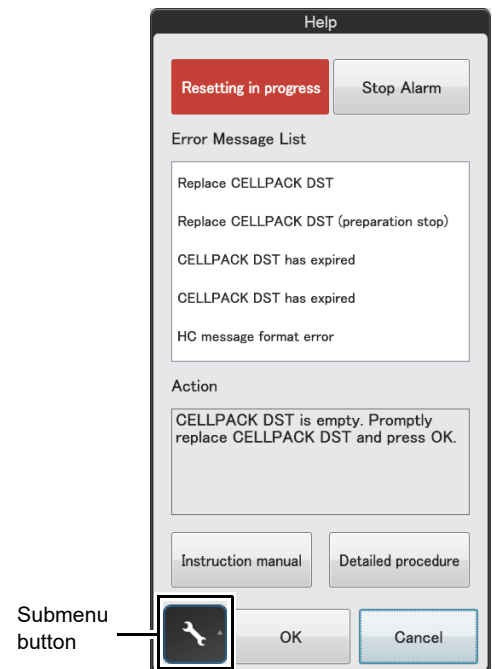 Help
Resetting in progress
Stop Alarm
Error Message List
Replace CELLPACK DST
Replace CELLPACK DST (preparation stop)
CELLPACK DST has expired
CELLPACK DST has expired
HC message format error
Action
CELLPACK DST is empty. Promptly
replace CELLPACK DST and press OK.
Instruction manual
Detailed procedure
Submenu
button
OK
Cancel